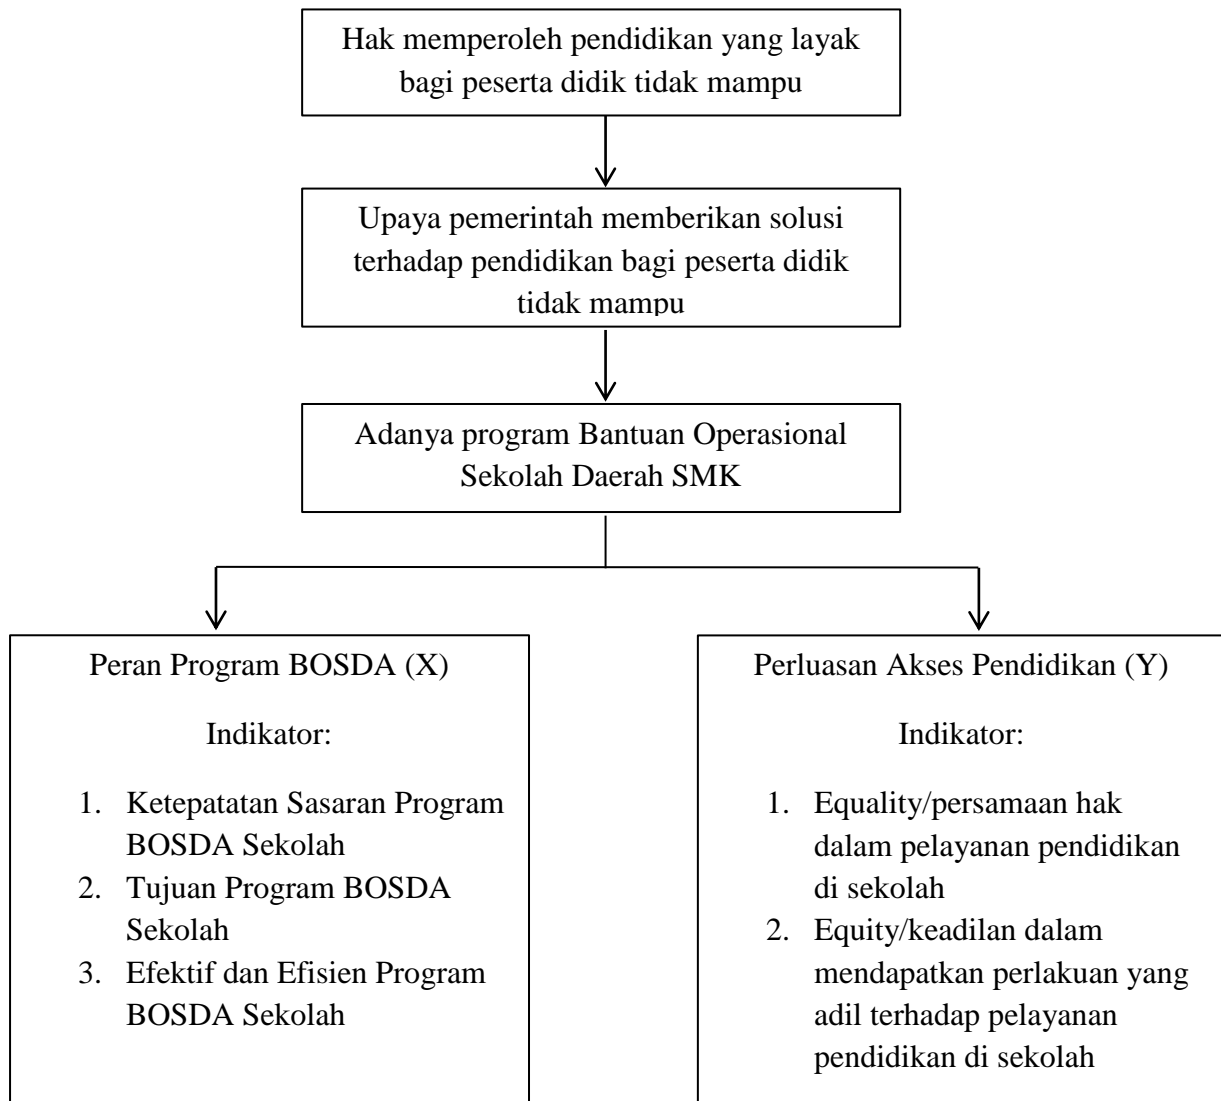 Hak memperoleh pendidikan yang layak
bagi peserta didik tidak mampu
Upaya pemerintah memberikan solusi
terhadap pendidikan bagi peserta didik
tidak mampu
Adanya program Bantuan Operasional
Sekolah Daerah SMK
Peran Program BOSDA (X)
Indikator:
1. Ketepatatan Sasaran Program
BOSDA Sekolah
2. Tujuan Program BOSDA
Sekolah
3. Efektif dan Efisien Program
BOSDA Sekolah
Perluasan Akses Pendidikan (Y)
Indikator:
1. Equality/persamaan hak
dalam pelayanan pendidikan
di sekolah
2. Equity/keadilan dalam
mendapatkan perlakuan yang
adil terhadap pelayanan
pendidikan di sekolah